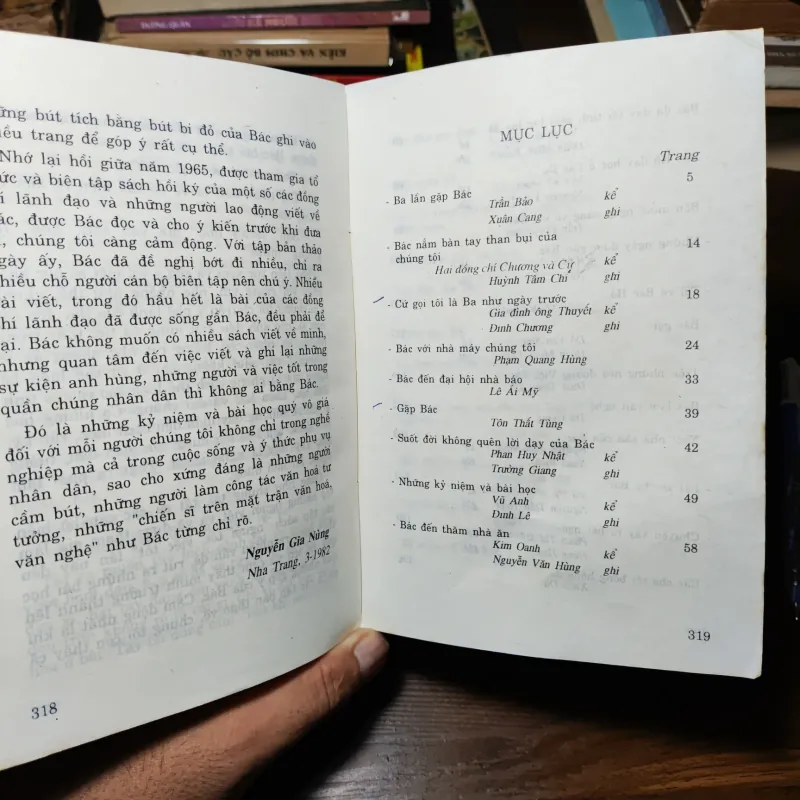 TƯỚNG QUÂN
KIẾN VÀ CHIM BỒ CÂU
ững bút tích bằng bút bi đỏ của Bác ghi vào
iều trang để góp ý rất cụ thể.
Nhớ lại hồi giữa năm 1965, được tham gia tổ
ức và biên tập sách hồi ký của một số các đồng
í lãnh đạo và những người lao động viết về
ác, được Bác đọc và cho ý kiến trước khi đưa
, chúng tôi càng cảm động. Với tập bản thảo
gày ấy, Bác đã đề nghị bớt đi nhiều, chỉ ra
hiều chỗ người cán bộ biên tập nên chú ý. Nhiều
ài viết, trong đó hầu hết là bài của các đồng
hí lãnh đạo đã được sống gần Bác, đều phải để
ại. Bác không muốn có nhiều sách viết về mình,
nhưng quan tâm đến việc viết và ghi lại những
sự kiện anh hùng, những người và việc tốt trong
quần chúng nhân dân thì không ai bằng Bác.
Đó là những kỷ niệm và bài học quý vô giá
đối với mỗi người chúng tôi không chỉ trong nghề
nghiệp mà cả trong cuộc sống và ý thức phụ vụ
nhân dân, sao cho xứng đáng là những người
cầm bút, những người làm công tác văn hoá tư
tưởng, những "chiến sĩ trên mặt trận văn hoá,
văn nghệ" như Bác từng chỉ rõ.
Nguyễn Gia Nùng
Nha Trang, 3-1982
318
MỤC LỤC
Trang
- Ba lần gặp Bác 5
Trần Bảo kể
Xuân Cang ghi
- Bác nắm bàn tay than bụi của 14
chúng tôi
Hai đồng chí Chương và Cự kể
Huỳnh Tâm Chí ghi
- Cứ gọi tôi là Ba như ngày trước 18
Gia đình ông Thuyết kể
Đinh Chương ghi
- Bác với nhà máy chúng tôi 24
Phạm Quang Hùng
- Bác đến đại hội nhà báo 33
Lê Ái Mỹ
- Gặp Bác 39
Tôn Thất Tùng
- Suốt đời không quên lời dạy của Bác 42
Phan Huy Nhật kể
Trường Giang ghi
- Những kỷ niệm và bài học 49
Vũ Anh kể
Đinh Lê ghi
- Bác đến thăm nhà ăn 58
Kim Oanh kể
Nguyễn Văn Hùng ghi
319